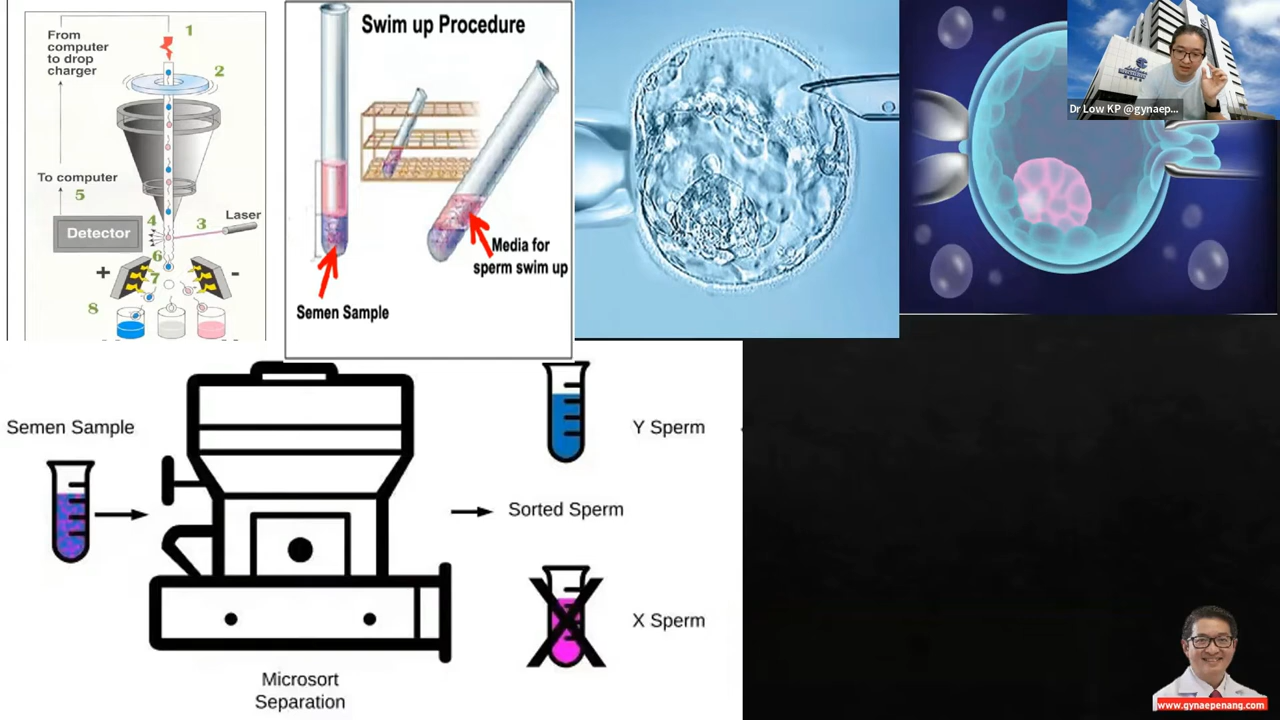 From
computer
to drop
charger
1
2
To computer
5
4
3
Laser
Detector
6
7
+
-
8
Swim up Procedure
Media for
sperm swim up
Semen Sample
Dr Low KP @gynaep...
Semen Sample
Y Sperm
Sorted Sperm
X Sperm
Microsort
Separation
www.gynaepenang.com